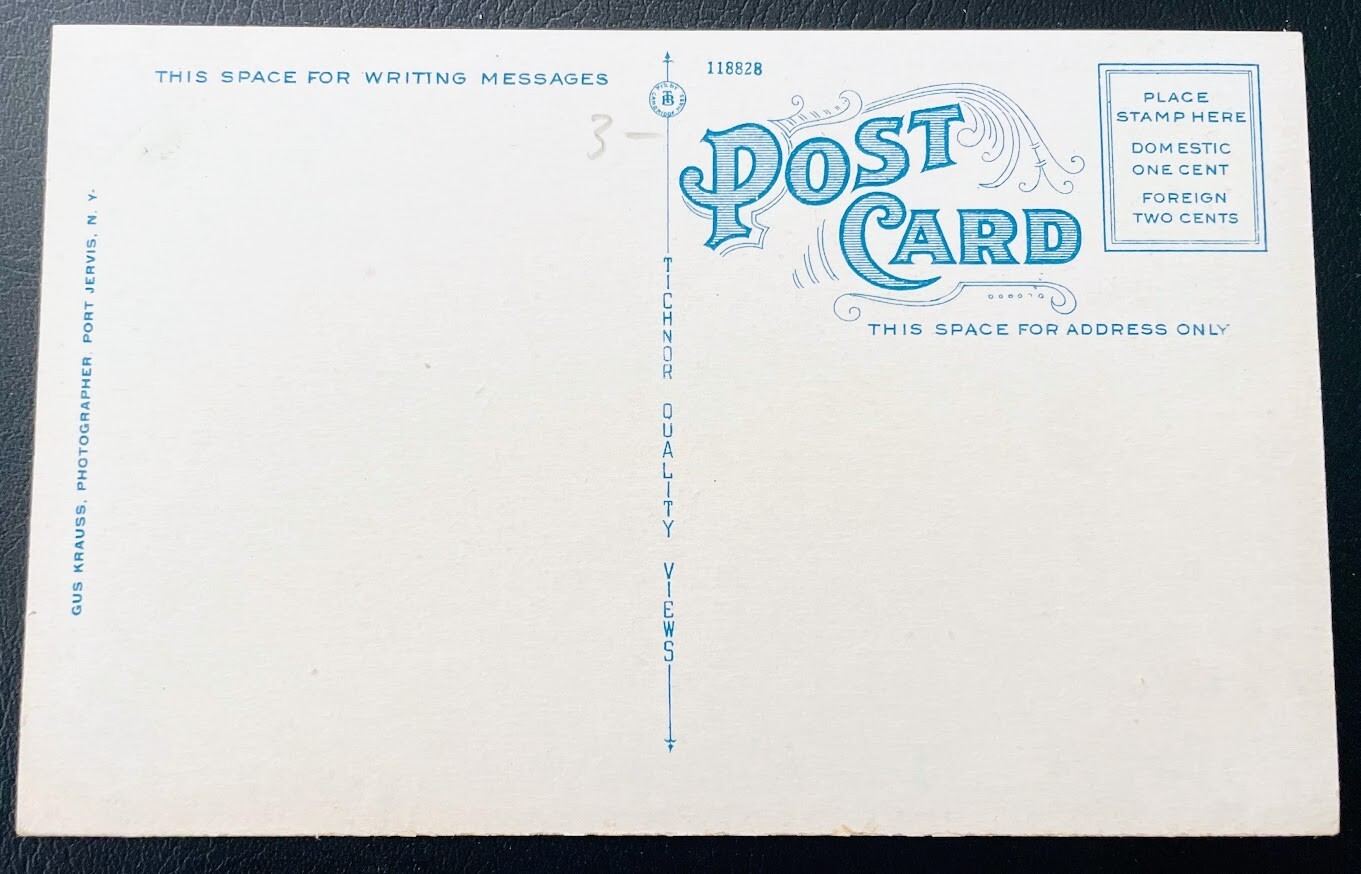 THIS SPACE FOR WRITING MESSAGES
3 –
GUS KRAUSS, PHOTOGRAPHER, PORT JERVIS, N. Y.
TB
TICHNOR QUALITY VIEWS
118828
POST
CARD
THIS SPACE FOR ADDRESS ONLY
PLACE
STAMP HERE
DOMESTIC
ONE CENT
FOREIGN
TWO CENTS